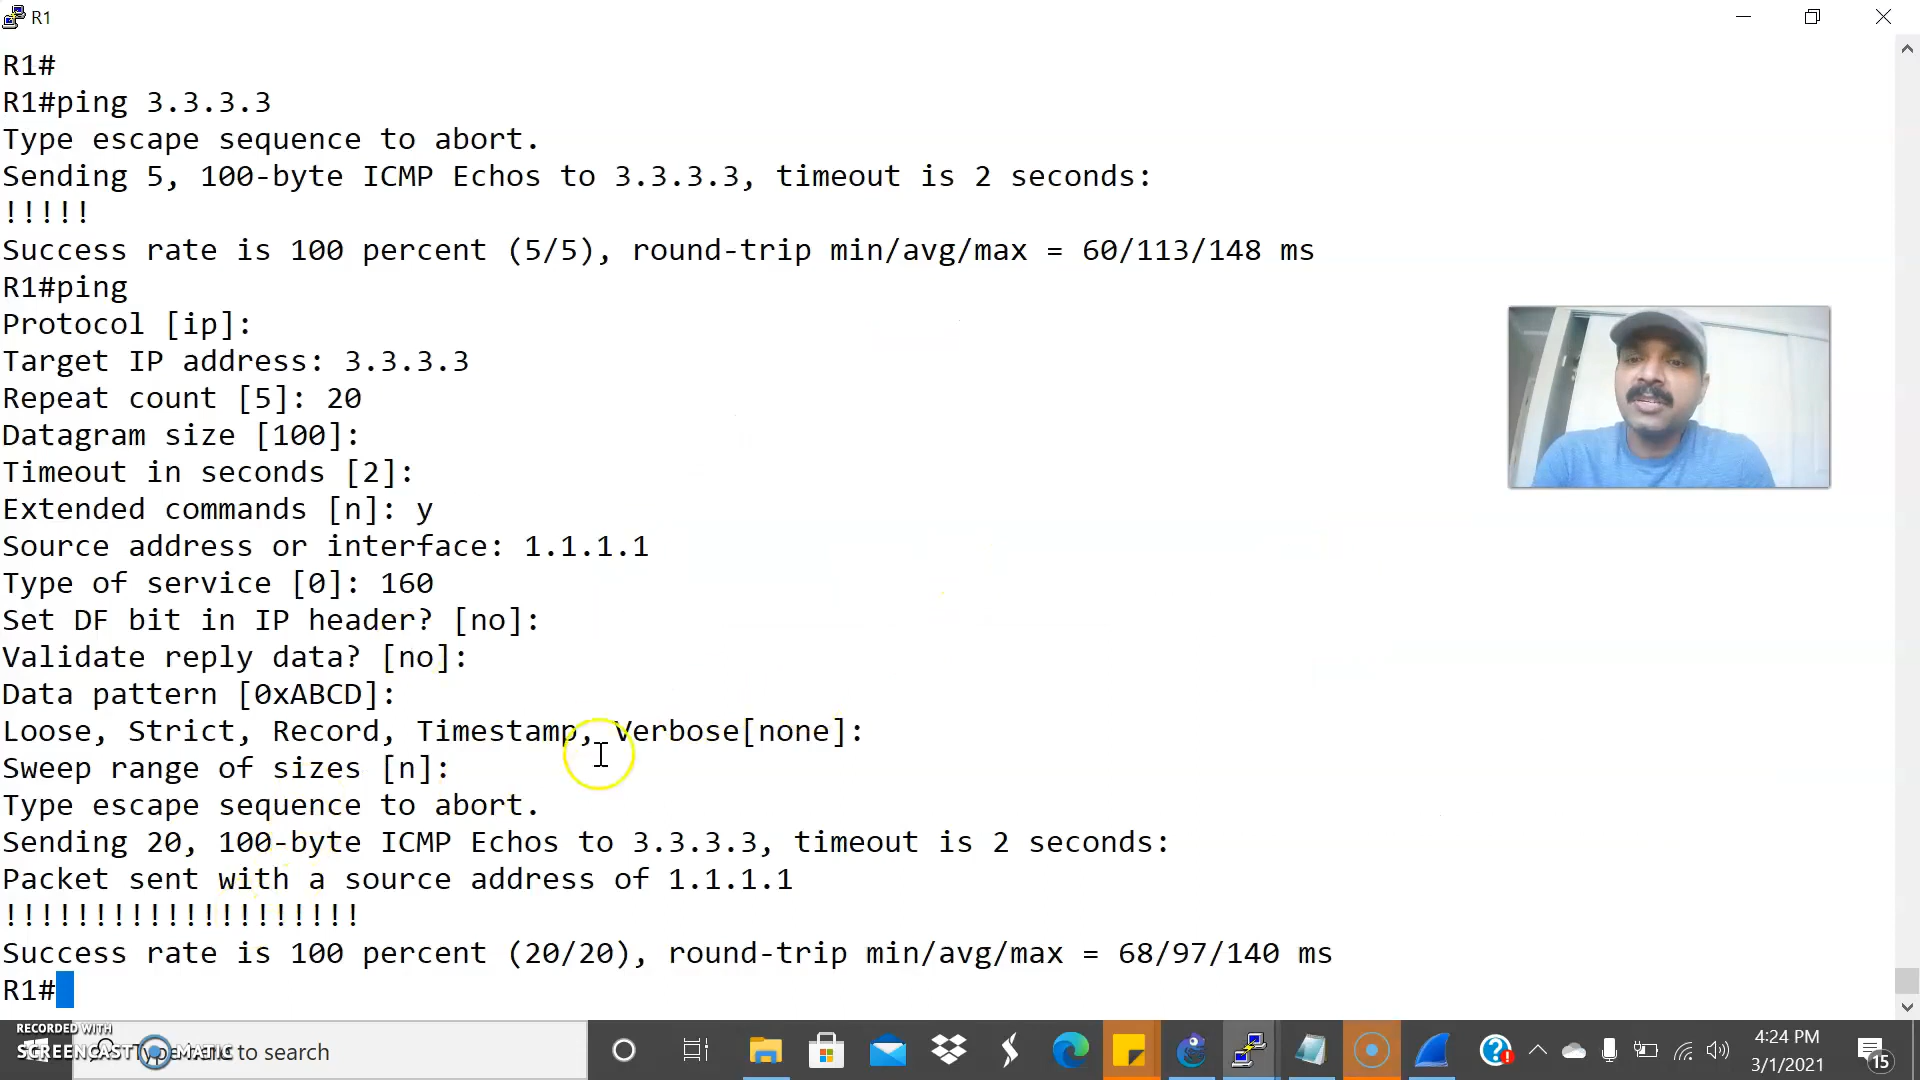 R1
R1#
R1#ping 3.3.3.3
Type escape sequence to abort.
Sending 5, 100-byte ICMP Echos to 3.3.3.3, timeout is 2 seconds:
!!!!!
Success rate is 100 percent (5/5), round-trip min/avg/max = 60/113/148 ms
R1#ping
Protocol [ip]:
Target IP address: 3.3.3.3
Repeat count [5]: 20
Datagram size [100]:
Timeout in seconds [2]:
Extended commands [n]: y
Source address or interface: 1.1.1.1
Type of service [0]: 160
Set DF bit in IP header? [no]:
Validate reply data? [no]:
Data pattern [0xABCD]:
Loose, Strict, Record, Timestamp, Verbose[none]:
Sweep range of sizes [n]:
Type escape sequence to abort.
Sending 20, 100-byte ICMP Echos to 3.3.3.3, timeout is 2 seconds:
Packet sent with a source address of 1.1.1.1
!!!!!!!!!!!!!!!!!!!!
Success rate is 100 percent (20/20), round-trip min/avg/max = 68/97/140 ms
R1#
RECORDED WITH
SCREENCAST MATIC
Type here to search
4:24 PM
3/1/2021
15